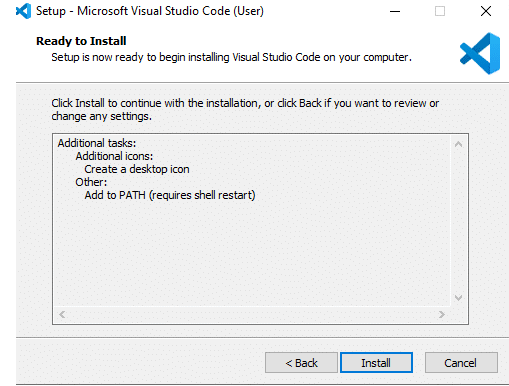 Setup - Microsoft Visual Studio Code (User)
Ready to Install
Setup is now ready to begin installing Visual Studio Code on your computer.
Click Install to continue with the installation, or click Back if you want to review or
change any settings.
Additional tasks:
Additional icons:
Create a desktop icon
Other:
Add to PATH (requires shell restart)
< Back
Install
Cancel